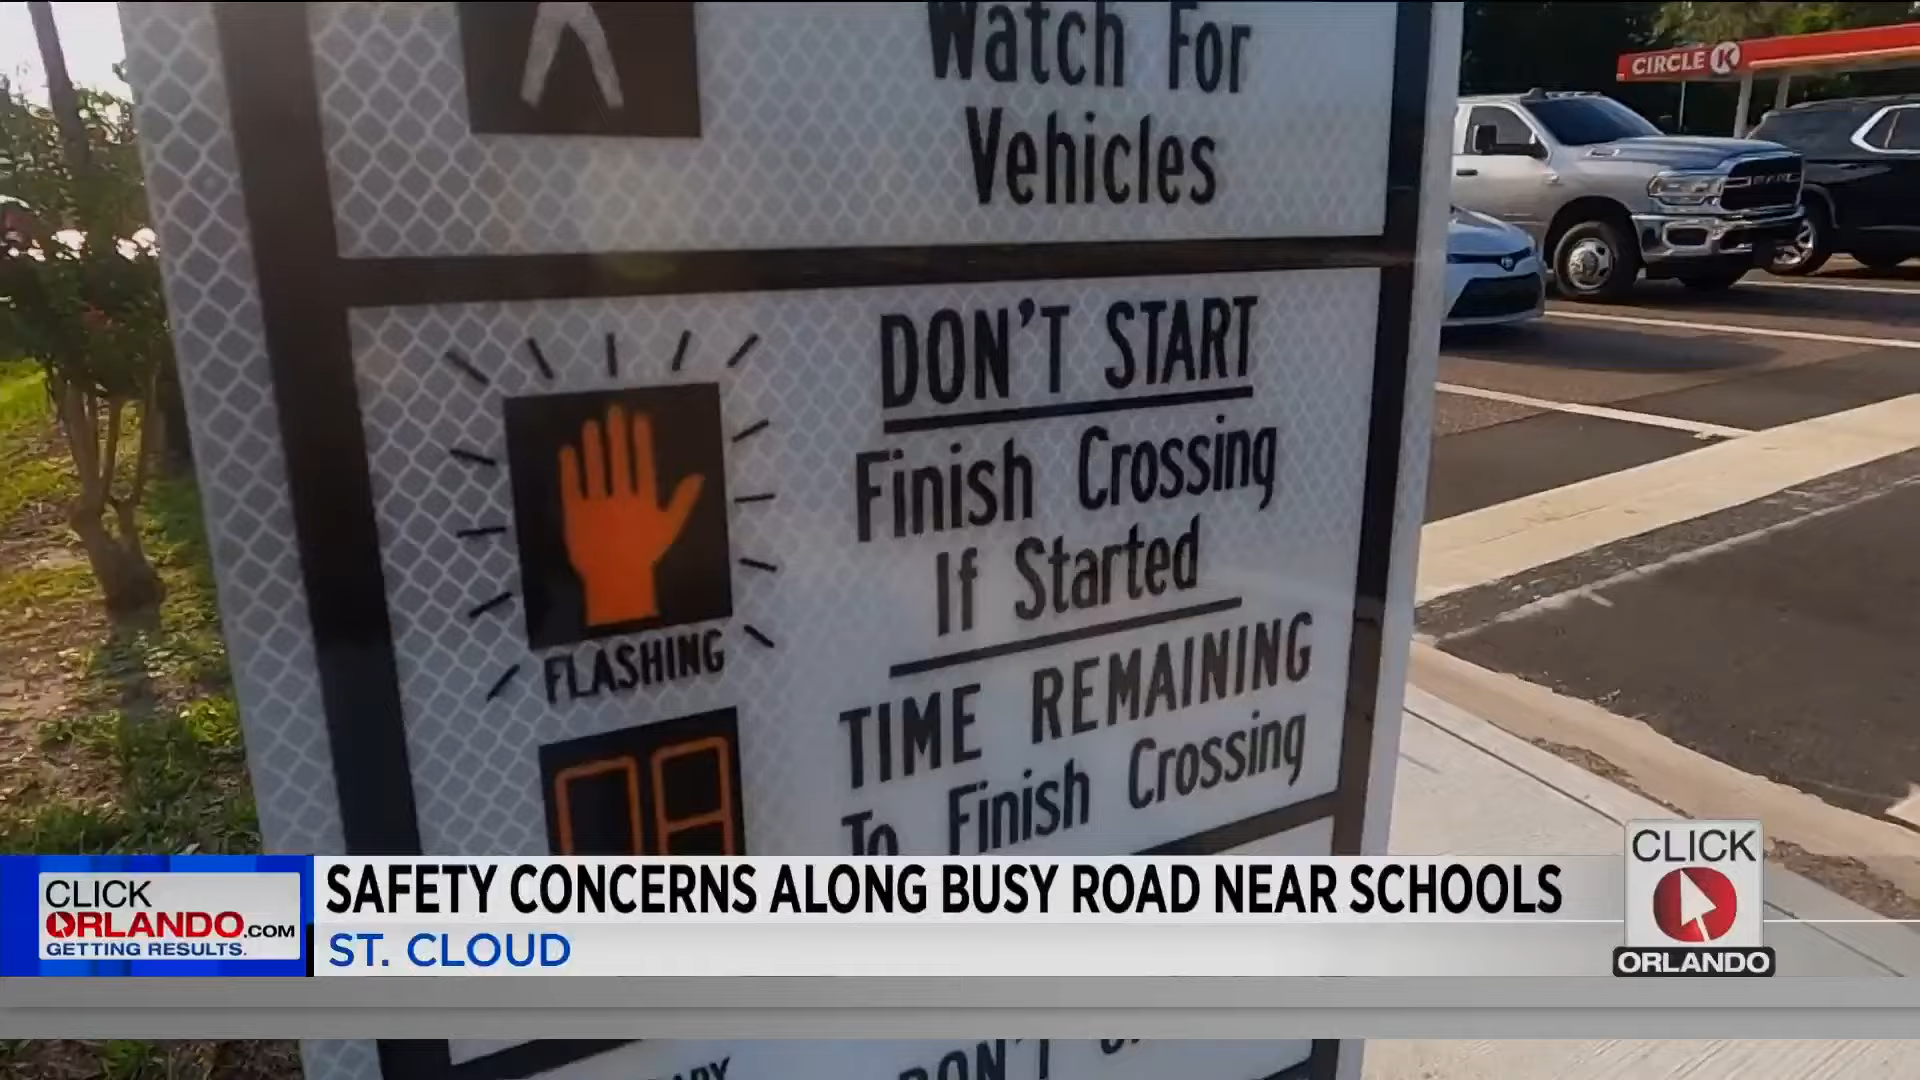 Watch For
Vehicles
CIRCLE K
RAM
DON'T START
Finish Crossing
If Started
FLASHING
TIME REMAINING
To Finish Crossing
CLICK
ORLANDO.COM
GETTING RESULTS.
SAFETY CONCERNS ALONG BUSY ROAD NEAR SCHOOLS
ST. CLOUD
CLICK
ORLANDO
DON'T